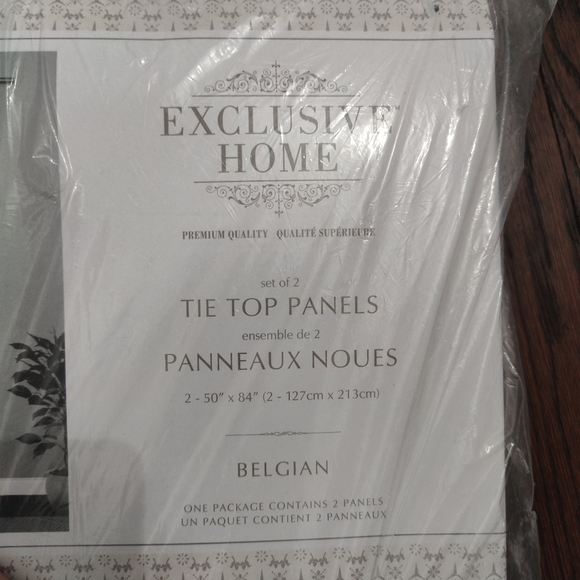 EXCLUSIVE™
HOME
PREMIUM QUALITY QUALITÉ SUPÉRIEURE
set of 2
TIE TOP PANELS
ensemble de 2
PANNEAUX NOUES
2 - 50" x 84" (2 - 127cm x 213cm)
BELGIAN
ONE PACKAGE CONTAINS 2 PANELS
UN PAQUET CONTIENT 2 PANNEAUX